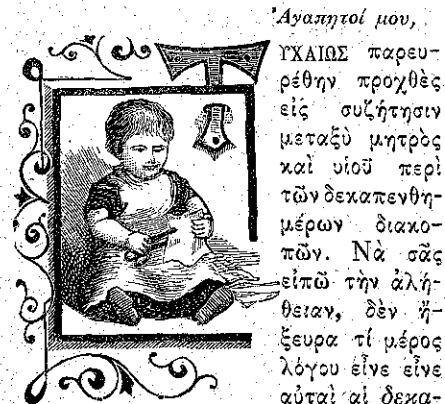 Ἀγαπητοί μου,
ΤΥΧΑΙΩΣ παρευ-
ρέθην προχθὲς
εἰς συζήτησιν
μεταξὺ μητρὸς
καὶ υἱοῦ περὶ
τῶν δεκαπενθη-
μέρων διακο-
πῶν. Νὰ σᾶς
εἰπῶ τὴν ἀλή-
θειαν, δὲν ἤ-
ξευρα τί μέρος
λόγου εἶνε εἶνε
αὐταὶ αἱ δεκα-